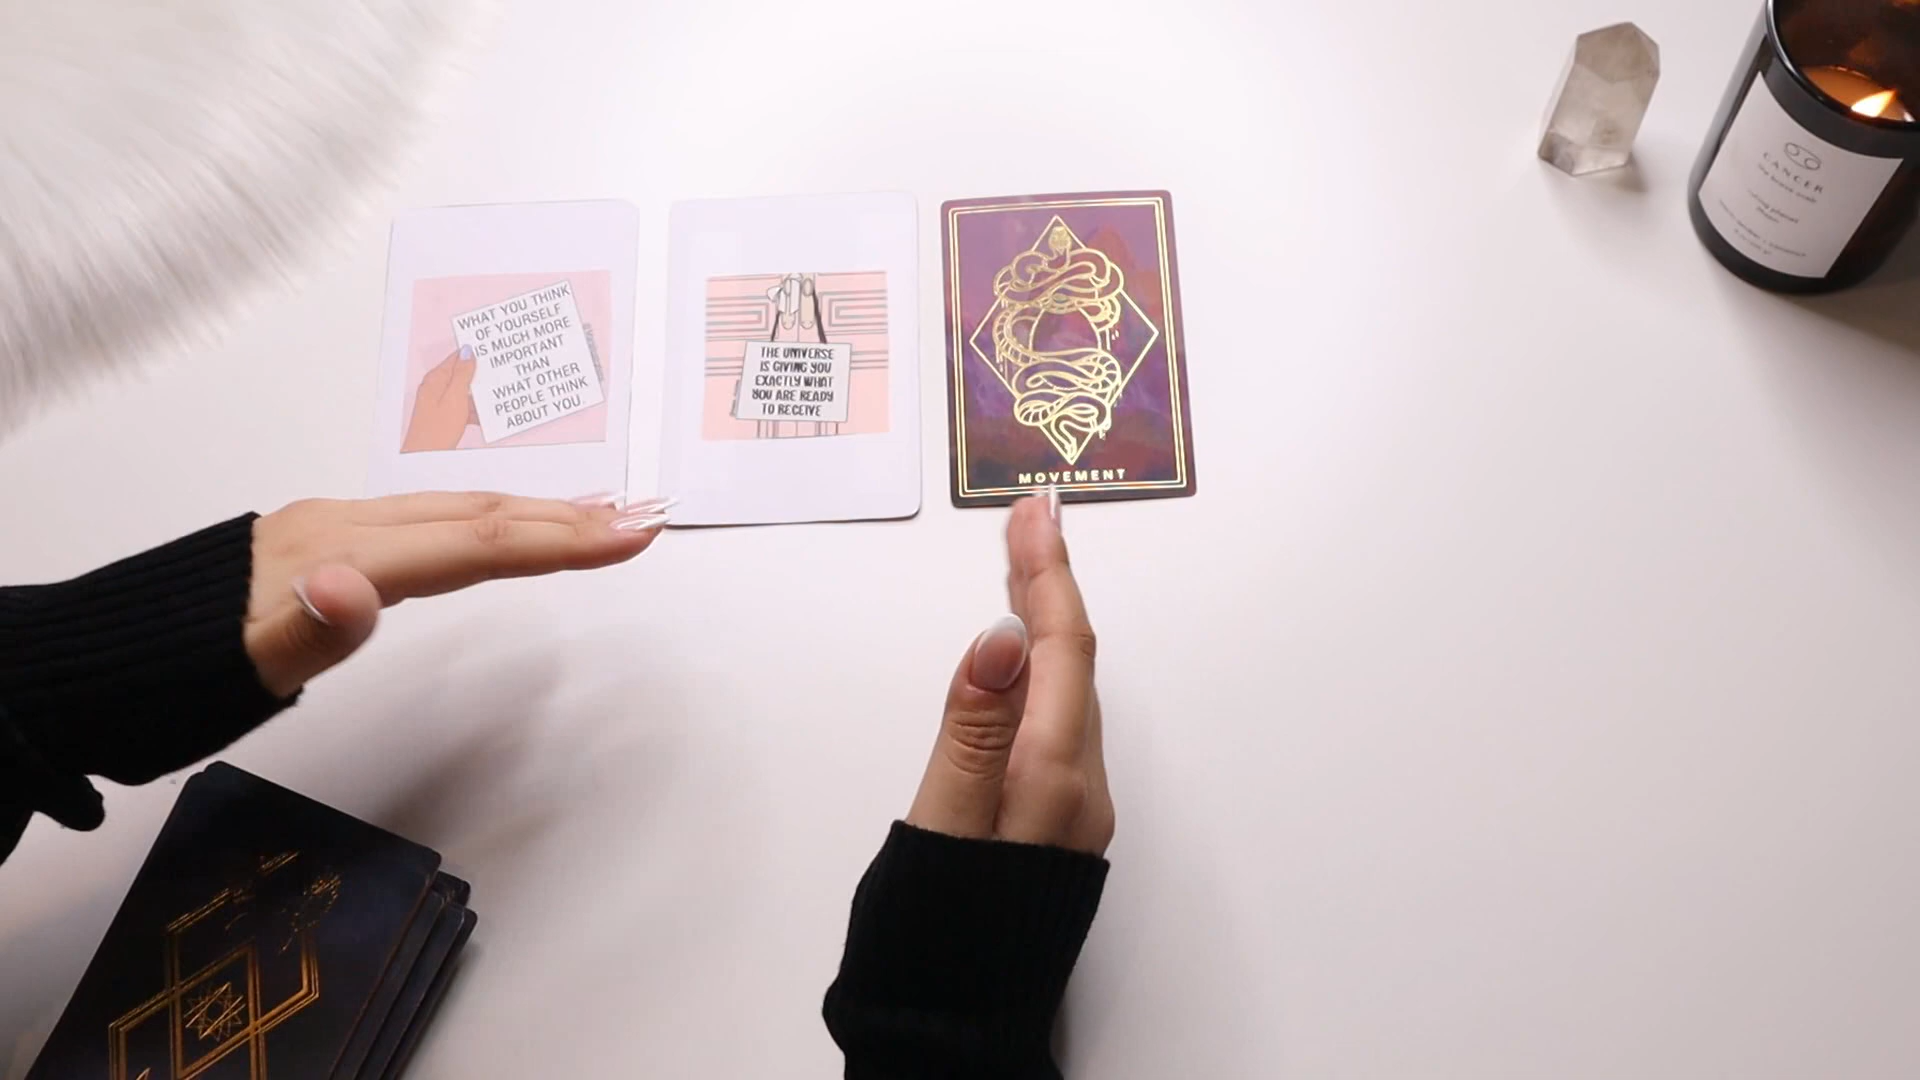 WHAT YOU THINK
OF YOURSELF
IS MUCH MORE
IMPORTANT
THAN
WHAT OTHER
PEOPLE THINK
ABOUT YOU.
THE UNIVERSE
IS GIVING YOU
EXACTLY WHAT
YOU ARE READY
TO RECEIVE
MOVEMENT
CANCER